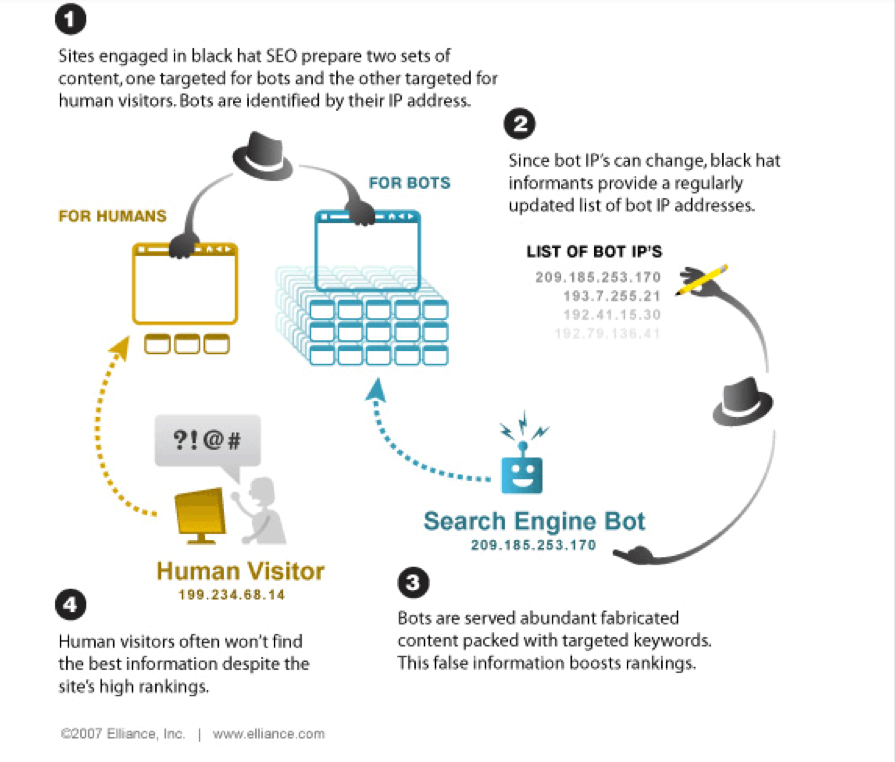 1
Sites engaged in black hat SEO prepare two sets of
content, one targeted for bots and the other targeted for
human visitors. Bots are identified by their IP address.
FOR HUMANS
FOR BOTS
2
Since bot IP's can change, black hat
informants provide a regularly
updated list of bot IP addresses.
LIST OF BOT IP'S
209.185.253.170
193.7.255.21
192.41.15.30
192.79.136.41
?!@#
Search Engine Bot
209.185.253.170
Human Visitor
199.234.68.14
3
Bots are served abundant fabricated
content packed with targeted keywords.
This false information boosts rankings.
4
Human visitors often won't find
the best information despite the
site's high rankings.
©2007 Elliance, Inc. | www.elliance.com